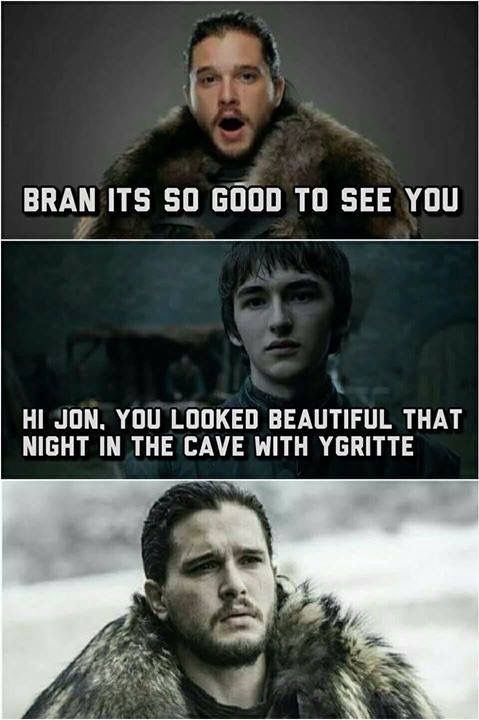 BRAN ITS SO GOOD TO SEE YOU
HI JON, YOU LOOKED BEAUTIFUL THAT
NIGHT IN THE CAVE WITH YGRITTE